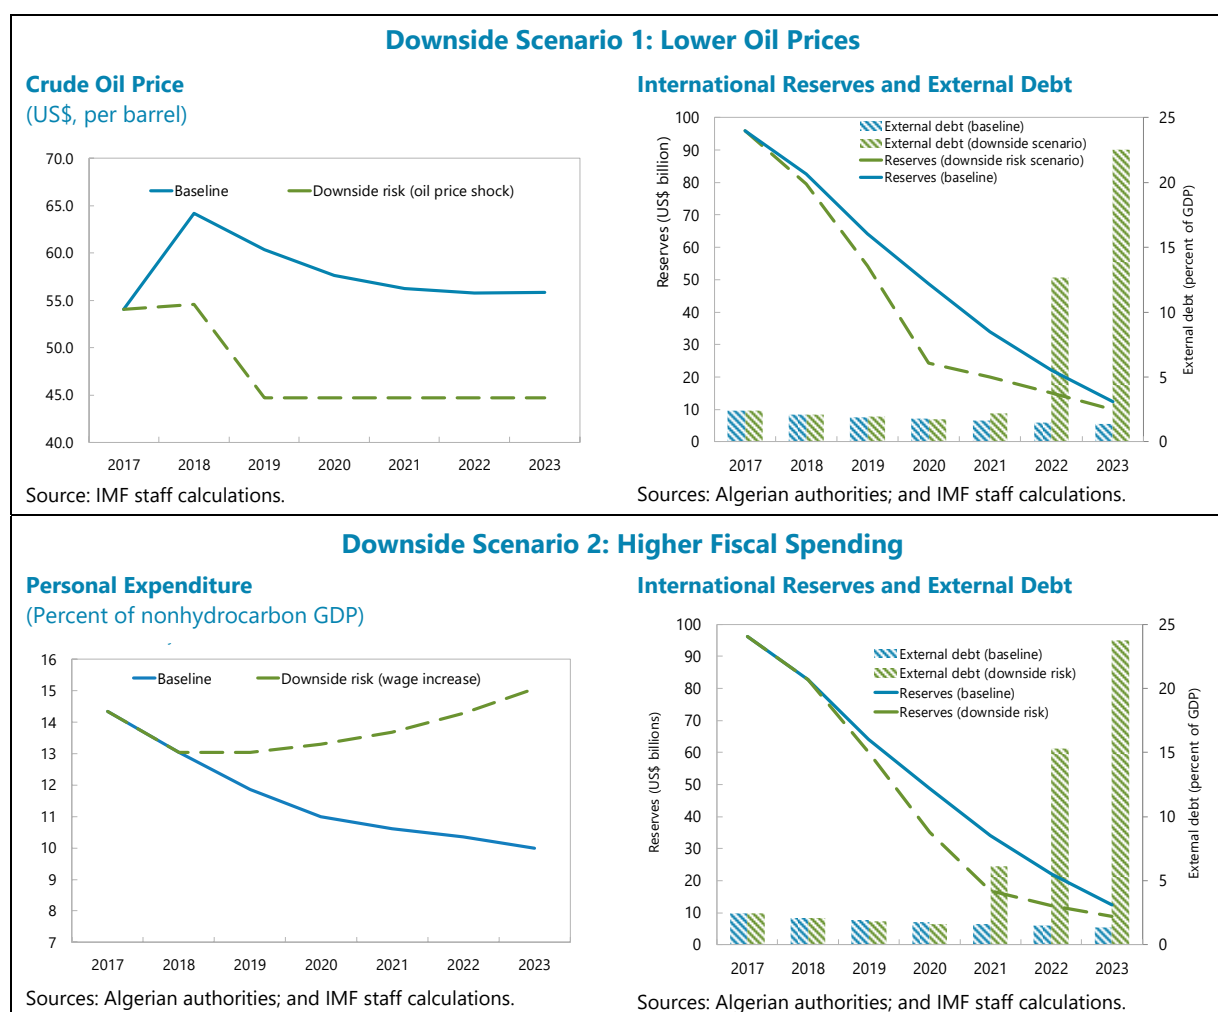 Downside Scenario 1: Lower Oil Prices
Crude Oil Price
(US$, per barrel)
70.0
65.0
60.0
55.0
50.0
45.0
40.0
Baseline
Downside risk (oil price shock)
2017 2018 2019 2020 2021 2022 2023
Source: IMF staff calculations.
International Reserves and External Debt
100
90
80
70
60
50
40
30
20
10
0
Reserves (US$ billion)
External debt (baseline)
External debt (downside scenario)
Reserves (downside risk scenario)
Reserves (baseline)
25
20
15
10
5
0
External debt (percent of GDP)
2017 2018 2019 2020 2021 2022 2023
Sources: Algerian authorities; and IMF staff calculations.
Downside Scenario 2: Higher Fiscal Spending
Personal Expenditure
(Percent of nonhydrocarbon GDP)
16
15
14
13
12
11
10
9
8
7
Baseline
Downside risk (wage increase)
2017 2018 2019 2020 2021 2022 2023
Sources: Algerian authorities; and IMF staff calculations.
International Reserves and External Debt
100
90
80
70
60
50
40
30
20
10
0
Reserves (US$ billions)
External debt (baseline)
External debt (downside risk)
Reserves (baseline)
Reserves (downside risk)
25
20
15
10
5
0
External debt (percent of GDP)
2017 2018 2019 2020 2021 2022 2023
Sources: Algerian authorities; and IMF staff calculations.